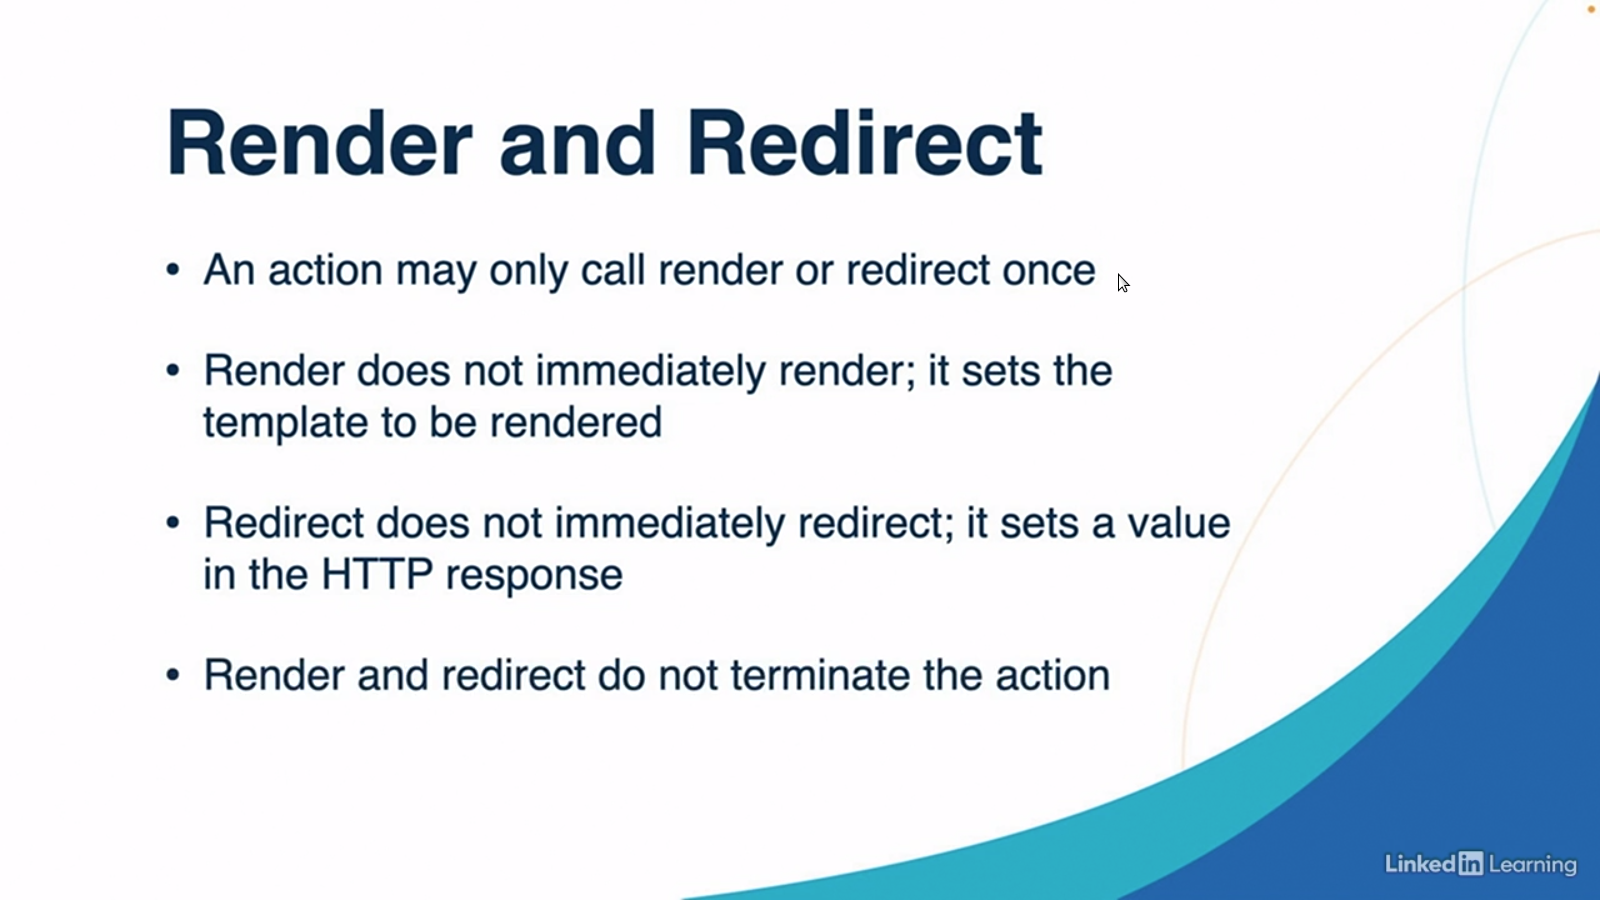 Render and Redirect
• An action may only call render or redirect once
• Render does not immediately render; it sets the
template to be rendered
• Redirect does not immediately redirect; it sets a value
in the HTTP response
• Render and redirect do not terminate the action
Linked in Learning